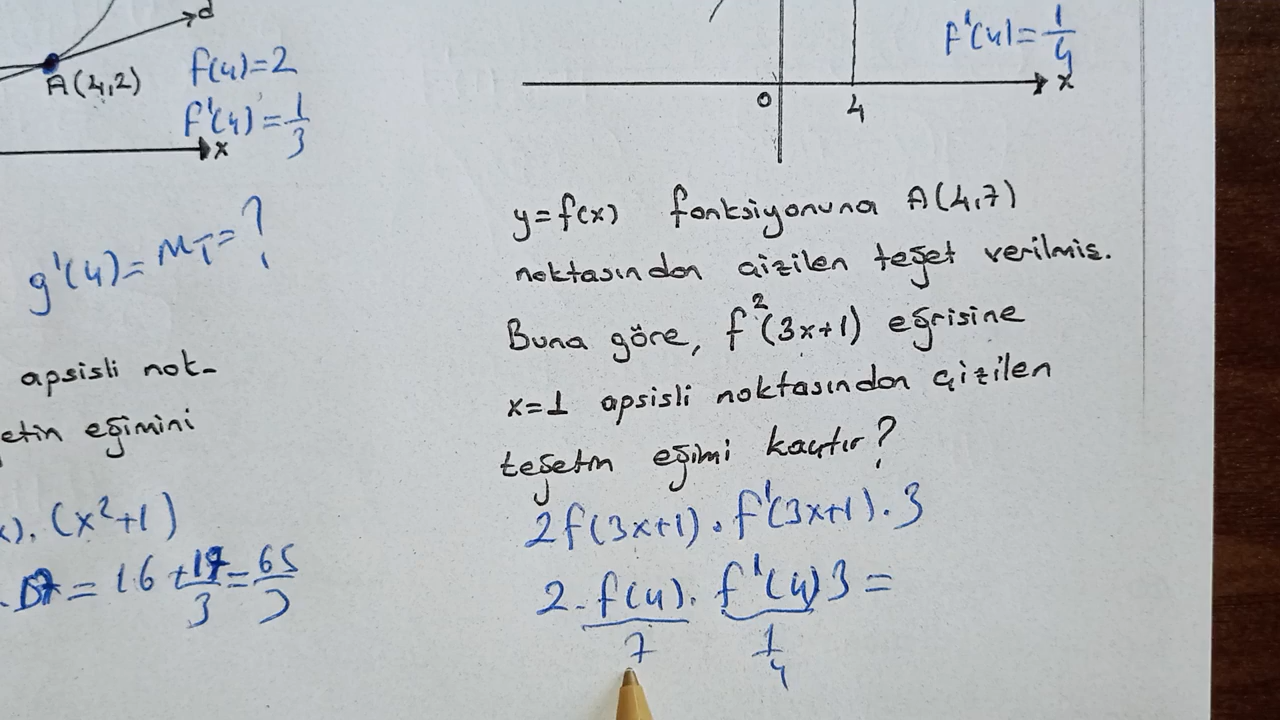 d
A(4,2)
f(4)=2
f'(4)=1/3
x
g'(4)=MT=?
apsisli nok-
etin eğimini
x).(x²+1)
= 16 + 17/3 = 65/3
f'(4)=1/4
x
0
4
y=f(x) fonksiyonuna A(4,7)
noktasından çizilen teğet verilmiş.
Buna göre, f²(3x+1) eğrisine
x=1 apsisli noktasından çizilen
teğetin eğimi kaçtır?
2f(3x+1).f'(3x+1).3
2.f(4).f'(4)3=
7
1/4